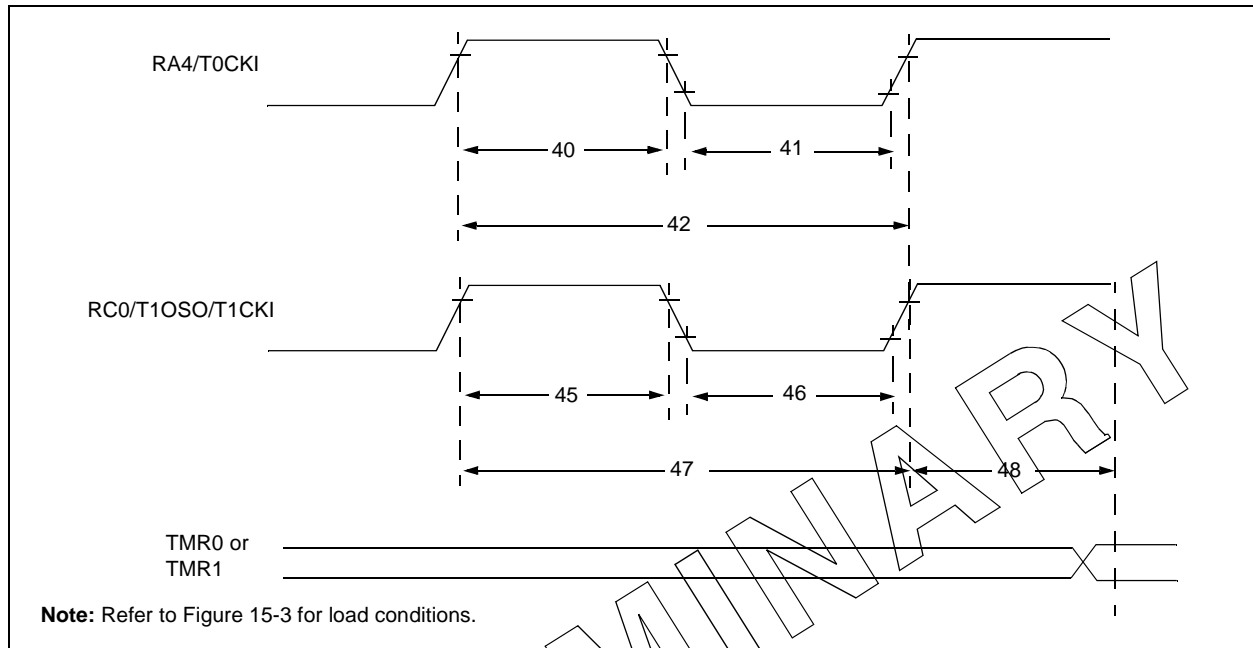 RA4/T0CKI
40
41
42
RC0/T1OSO/T1CKI
45
46
47
48
TMR0 or
TMR1
Note: Refer to Figure 15-3 for load conditions.
MINARY